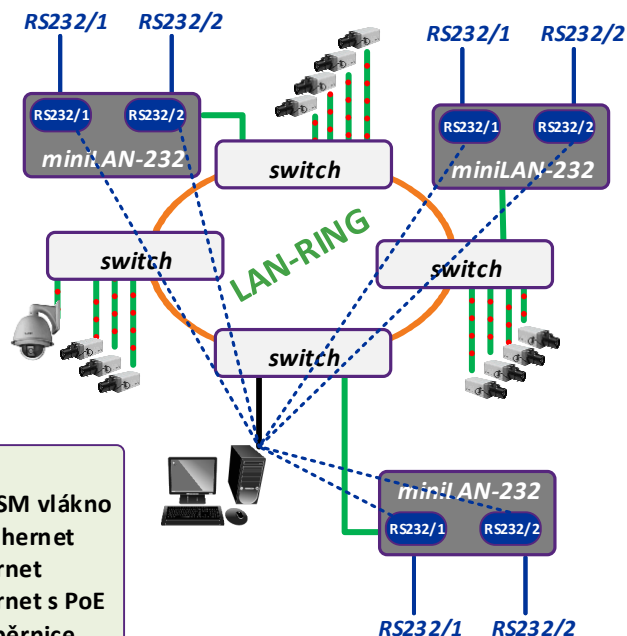 RS232/1
RS232/2
RS232/1
RS232/2
RS232/1
RS232/2
miniLAN-232
RS232/1
RS232/2
miniLAN-232
switch
LAN-RING
switch
switch
switch
miniLAN-232
RS232/1
RS232/2
SM vlákno
hernet
rnet
rnet s PoE
běrnice
RS232/1
RS232/2